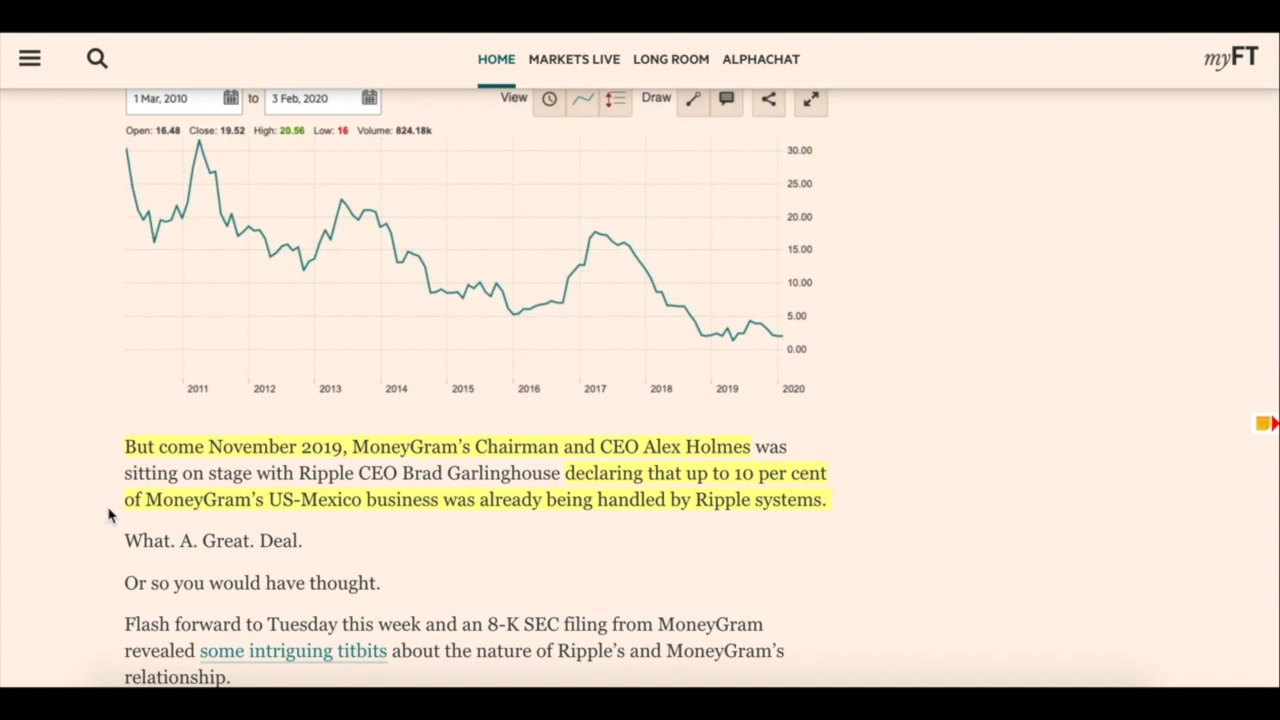 HOME MARKETS LIVE LONG ROOM ALPHACHAT
myFT
1 Mar, 2010 to 3 Feb, 2020 View Draw
Open: 16.48 Close: 19.52 High: 20.56 Low: 16 Volume: 824.18k
30.00
25.00
20.00
15.00
10.00
5.00
0.00
2011 2012 2013 2014 2015 2016 2017 2018 2019 2020
But come November 2019, MoneyGram’s Chairman and CEO Alex Holmes was
sitting on stage with Ripple CEO Brad Garlinghouse declaring that up to 10 per cent
of MoneyGram’s US-Mexico business was already being handled by Ripple systems.
What. A. Great. Deal.
Or so you would have thought.
Flash forward to Tuesday this week and an 8-K SEC filing from MoneyGram
revealed some intriguing titbits about the nature of Ripple’s and MoneyGram’s
relationship.